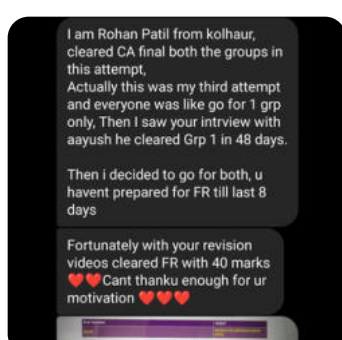 I am Rohan Patil from kolhaur,
cleared CA final both the groups in
this attempt,
Actually this was my third attempt
and everyone was like go for 1 grp
only, Then I saw your intrview with
aayush he cleared Grp 1 in 48 days.
Then i decided to go for both, u
havent prepared for FR till last 8
days
Fortunately with your revision
videos cleared FR with 40 marks
❤️❤️Cant thanku enough for ur
motivation ❤️❤️❤️